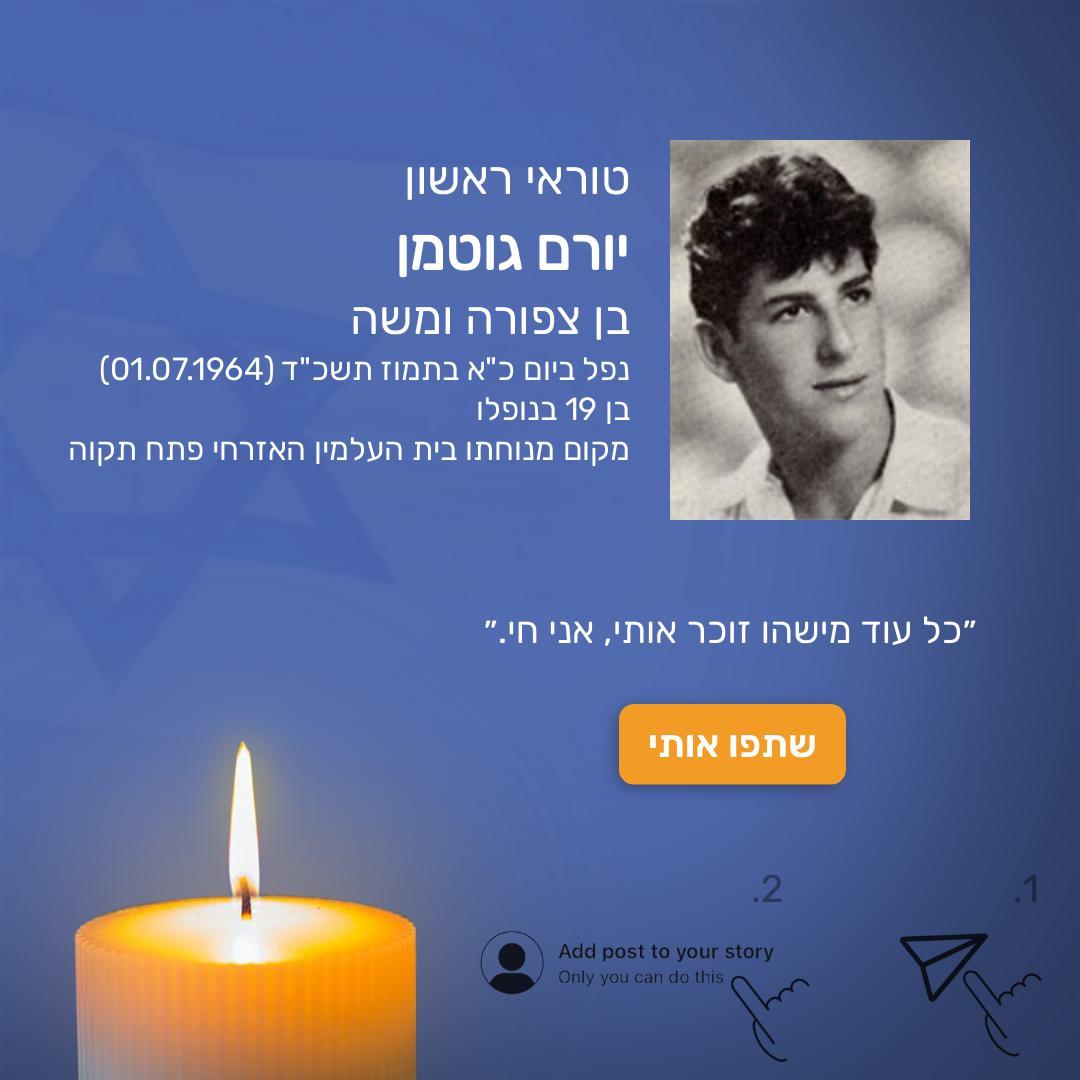 טוראי ראשון
יורם גוטמן
בן צפורה ומשה
נפל ביום כ"א בתמוז תשכ"ד (01.07.1964)
בן 19 בנופלו
מקום מנוחתו בית העלמין האזרחי פתח תקוה
״כל עוד מישהו זוכר אותי, אני חי.״
שתפו אותי
.1
.2
Add post to your story
Only you can do this